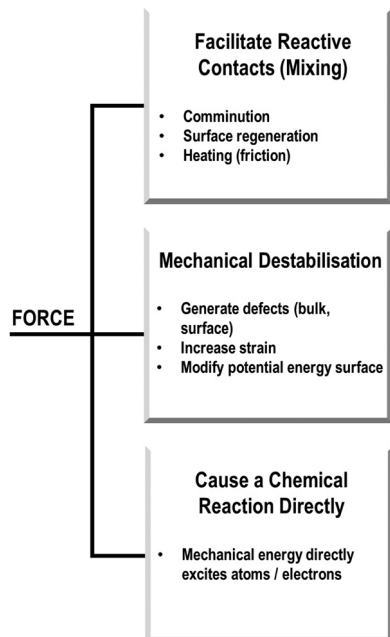 Facilitate Reactive
Contacts (Mixing)
• Comminution
• Surface regeneration
• Heating (friction)
Mechanical Destabilisation
• Generate defects (bulk,
surface)
• Increase strain
• Modify potential energy surface
FORCE
Cause a Chemical
Reaction Directly
• Mechanical energy directly
excites atoms / electrons